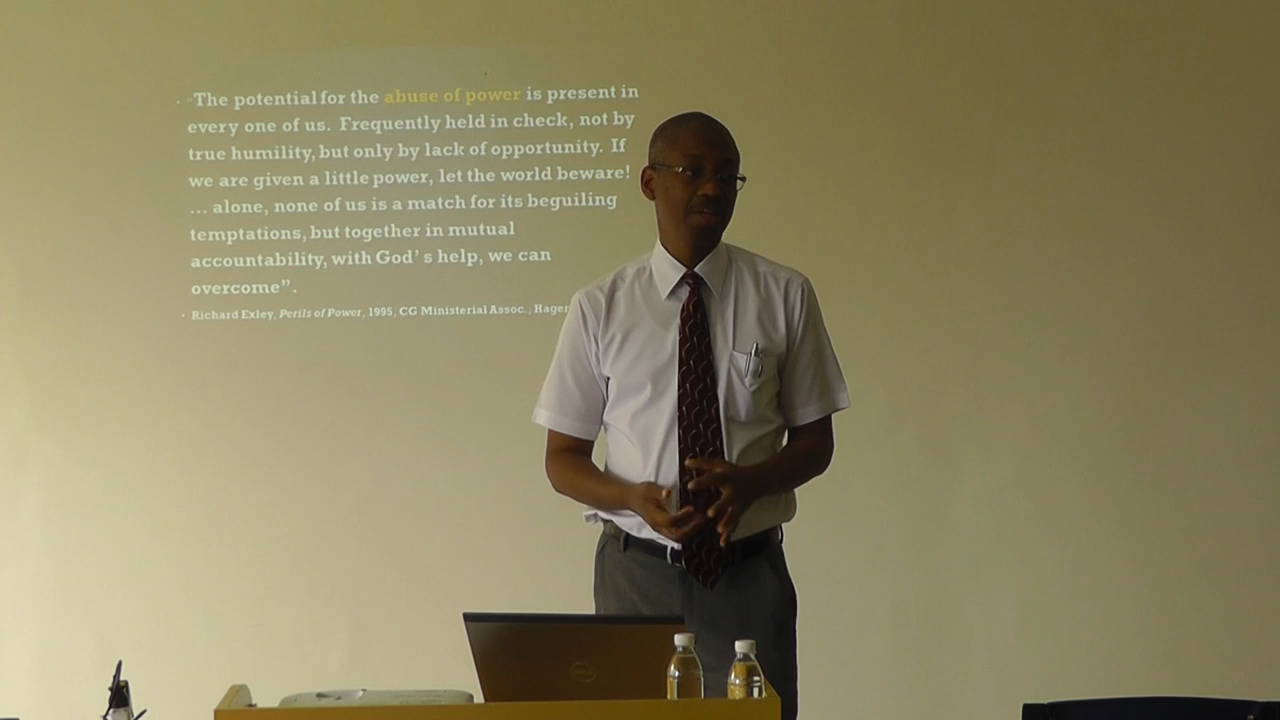 "The potential for the abuse of power is present in
every one of us. Frequently held in check, not by
true humility, but only by lack of opportunity. If
we are given a little power, let the world beware!
... alone, none of us is a match for its beguiling
temptations, but together in mutual
accountability, with God's help, we can
overcome".
Richard Exley, Perils of Power, 1995, CG Ministerial Assoc.,
DELL